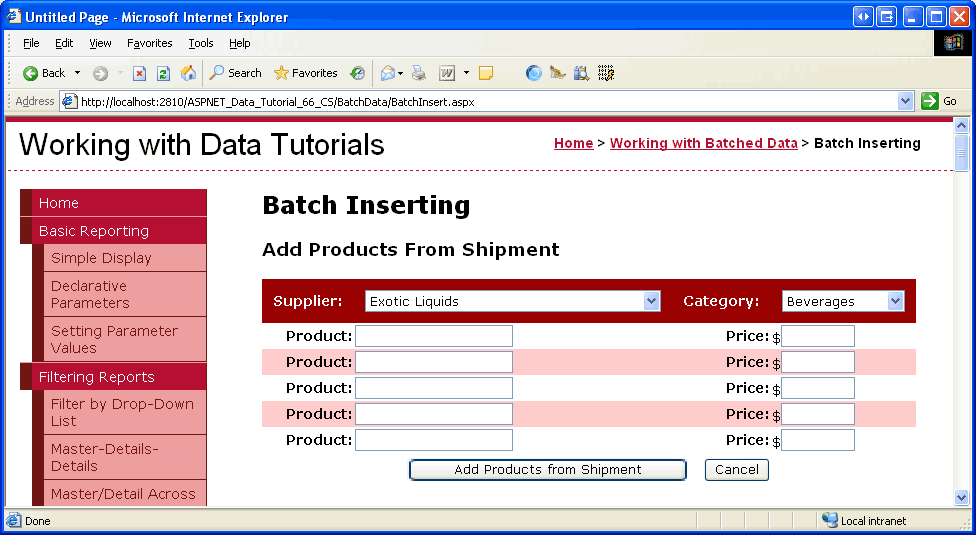 Untitled Page - Microsoft Internet Explorer
File Edit View Favorites Tools Help
Back Search Favorites W
Address http://localhost:2810/ASPNET_Data_Tutorial_66_CS/BatchData/BatchInsert.aspx Go
Working with Data Tutorials
Home > Working with Batched Data > Batch Inserting
Home
Basic Reporting
Simple Display
Declarative
Parameters
Setting Parameter
Values
Filtering Reports
Filter by Drop-Down
List
Master-Details-
Details
Master/Detail Across
Batch Inserting
Add Products From Shipment
Supplier: Exotic Liquids Category: Beverages
Product: Price: $
Product: Price: $
Product: Price: $
Product: Price: $
Product: Price: $
Add Products from Shipment Cancel
Done Local intranet